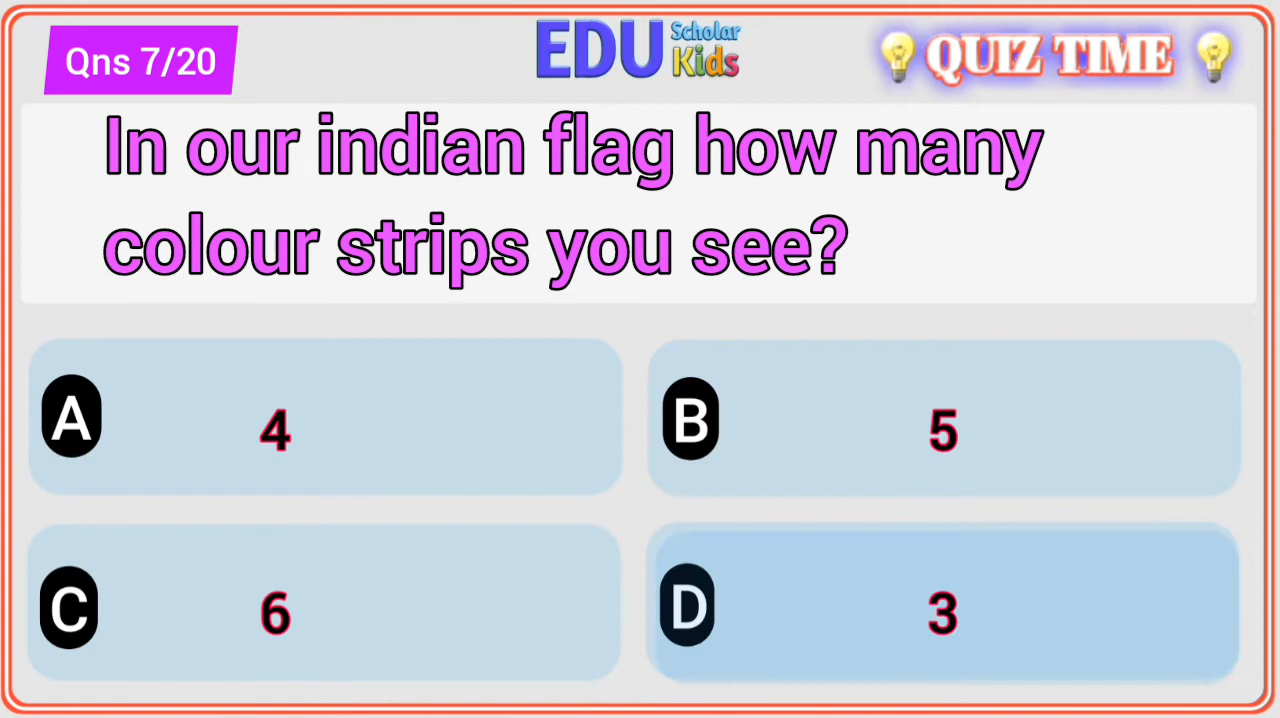 Qns 7/20
EDU Scholar Kids
QUIZ TIME
In our indian flag how many
colour strips you see?
A 4
B 5
C 6
D 3